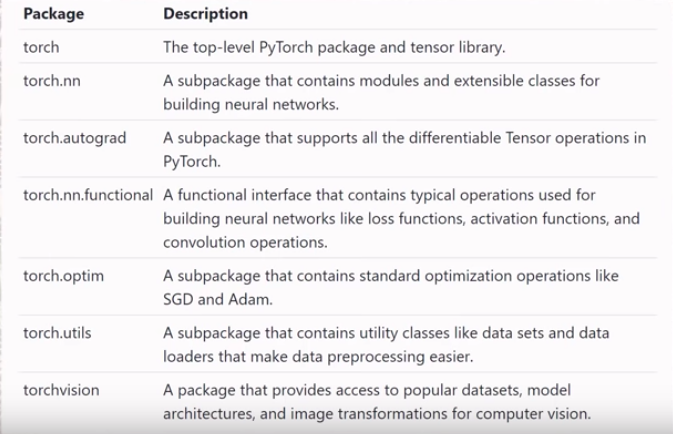 Package Description
torch The top-level PyTorch package and tensor library.
torch.nn A subpackage that contains modules and extensible classes for
building neural networks.
torch.autograd A subpackage that supports all the differentiable Tensor operations in
PyTorch.
torch.nn.functional A functional interface that contains typical operations used for
building neural networks like loss functions, activation functions, and
convolution operations.
torch.optim A subpackage that contains standard optimization operations like
SGD and Adam.
torch.utils A subpackage that contains utility classes like data sets and data
loaders that make data preprocessing easier.
torchvision A package that provides access to popular datasets, model
architectures, and image transformations for computer vision.